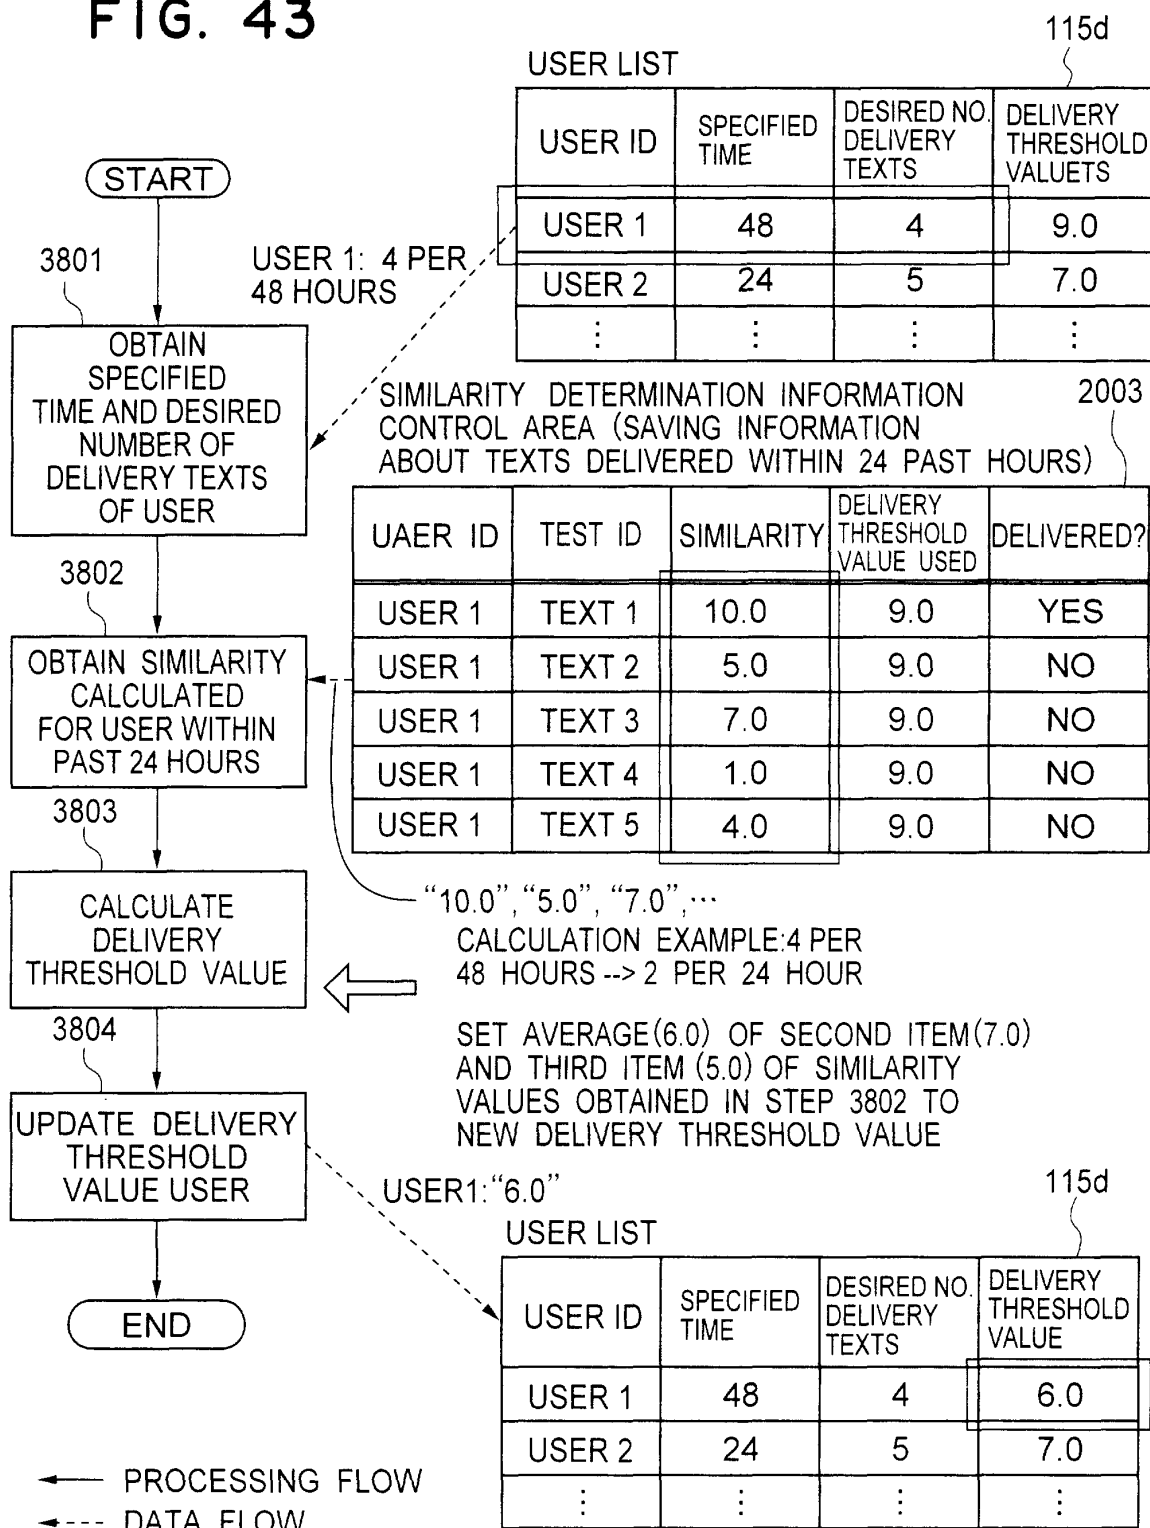 FIG. 43
115d
USER LIST
USER ID
SPECIFIED
TIME
DESIRED NO.
DELIVERY
TEXTS
DELIVERY
THRESHOLD
VALUETS
USER 1 48 4 9.0
USER 2 24 5 7.0
⋮ ⋮ ⋮ ⋮
START
3801
USER 1: 4 PER
48 HOURS
OBTAIN
SPECIFIED
TIME AND DESIRED
NUMBER OF
DELIVERY TEXTS
OF USER
SIMILARITY DETERMINATION INFORMATION
CONTROL AREA (SAVING INFORMATION
ABOUT TEXTS DELIVERED WITHIN 24 PAST HOURS)
2003
UAER ID
TEST ID
SIMILARITY
DELIVERY
THRESHOLD
VALUE USED
DELIVERED?
USER 1 TEXT 1 10.0 9.0 YES
USER 1 TEXT 2 5.0 9.0 NO
USER 1 TEXT 3 7.0 9.0 NO
USER 1 TEXT 4 1.0 9.0 NO
USER 1 TEXT 5 4.0 9.0 NO
3802
OBTAIN SIMILARITY
CALCULATED
FOR USER WITHIN
PAST 24 HOURS
3803
CALCULATE
DELIVERY
THRESHOLD VALUE
“10.0”, “5.0”, “7.0”, ···
CALCULATION EXAMPLE:4 PER
48 HOURS --> 2 PER 24 HOUR
SET AVERAGE(6.0) OF SECOND ITEM(7.0)
AND THIRD ITEM (5.0) OF SIMILARITY
VALUES OBTAINED IN STEP 3802 TO
NEW DELIVERY THRESHOLD VALUE
3804
UPDATE DELIVERY
THRESHOLD
VALUE USER
USER1:“6.0”
END
115d
USER LIST
USER ID
SPECIFIED
TIME
DESIRED NO.
DELIVERY
TEXTS
DELIVERY
THRESHOLD
VALUE
USER 1 48 4 6.0
USER 2 24 5 7.0
⋮ ⋮ ⋮ ⋮
PROCESSING FLOW
DATA FLOW